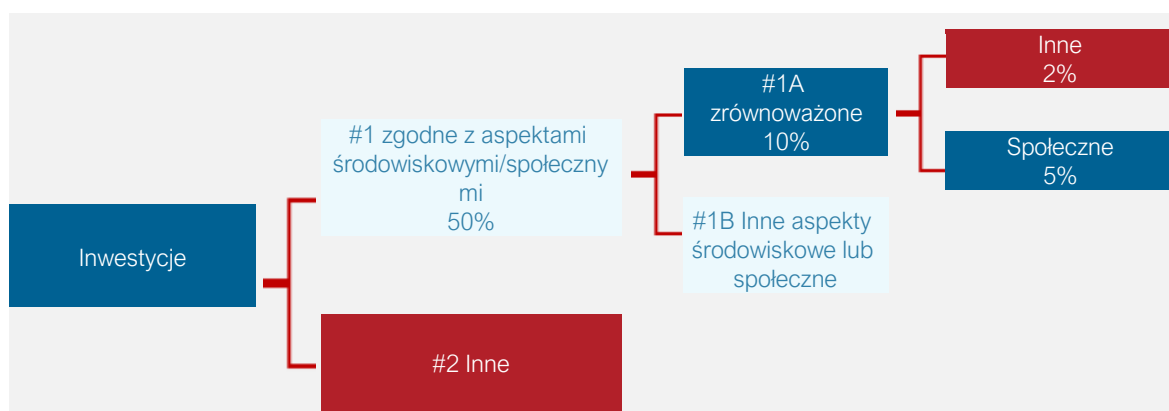 Inwestycje
#1 zgodne z aspektami
środowiskowymi/społeczny
mi
50%
#2 Inne
#1A
zrównoważone
10%
#1B Inne aspekty
środowiskowe lub
społeczne
Inne
2%
Społeczne
5%